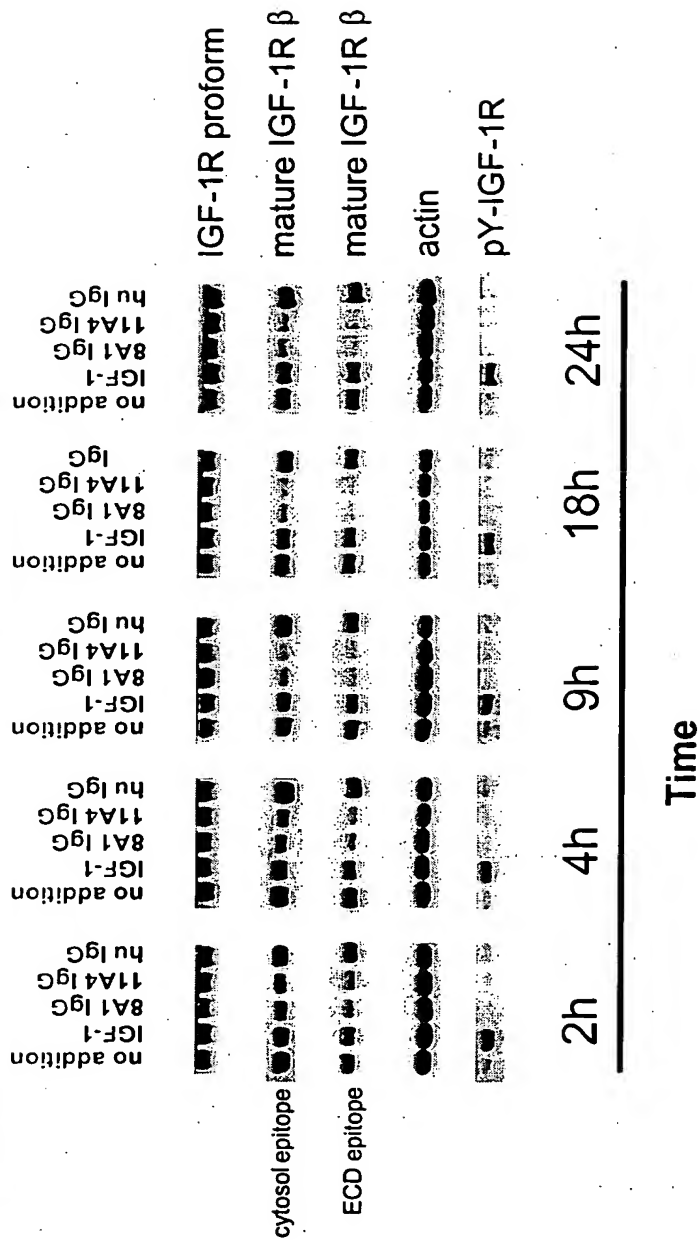 no addition
IGF-1
8A1 IgG
11A4 IgG
hu IgG
no addition
IGF-1
8A1 IgG
11A4 IgG
hu IgG
no addition
IGF-1
8A1 IgG
11A4 IgG
hu IgG
no addition
IGF-1
8A1 IgG
11A4 IgG
IgG
no addition
IGF-1
8A1 IgG
11A4 IgG
hu IgG
IGF-1R proform
cytosol epitope
mature IGF-1R β
ECD epitope
mature IGF-1R β
actin
pY-IGF-1R
2h
4h
9h
18h
24h
Time